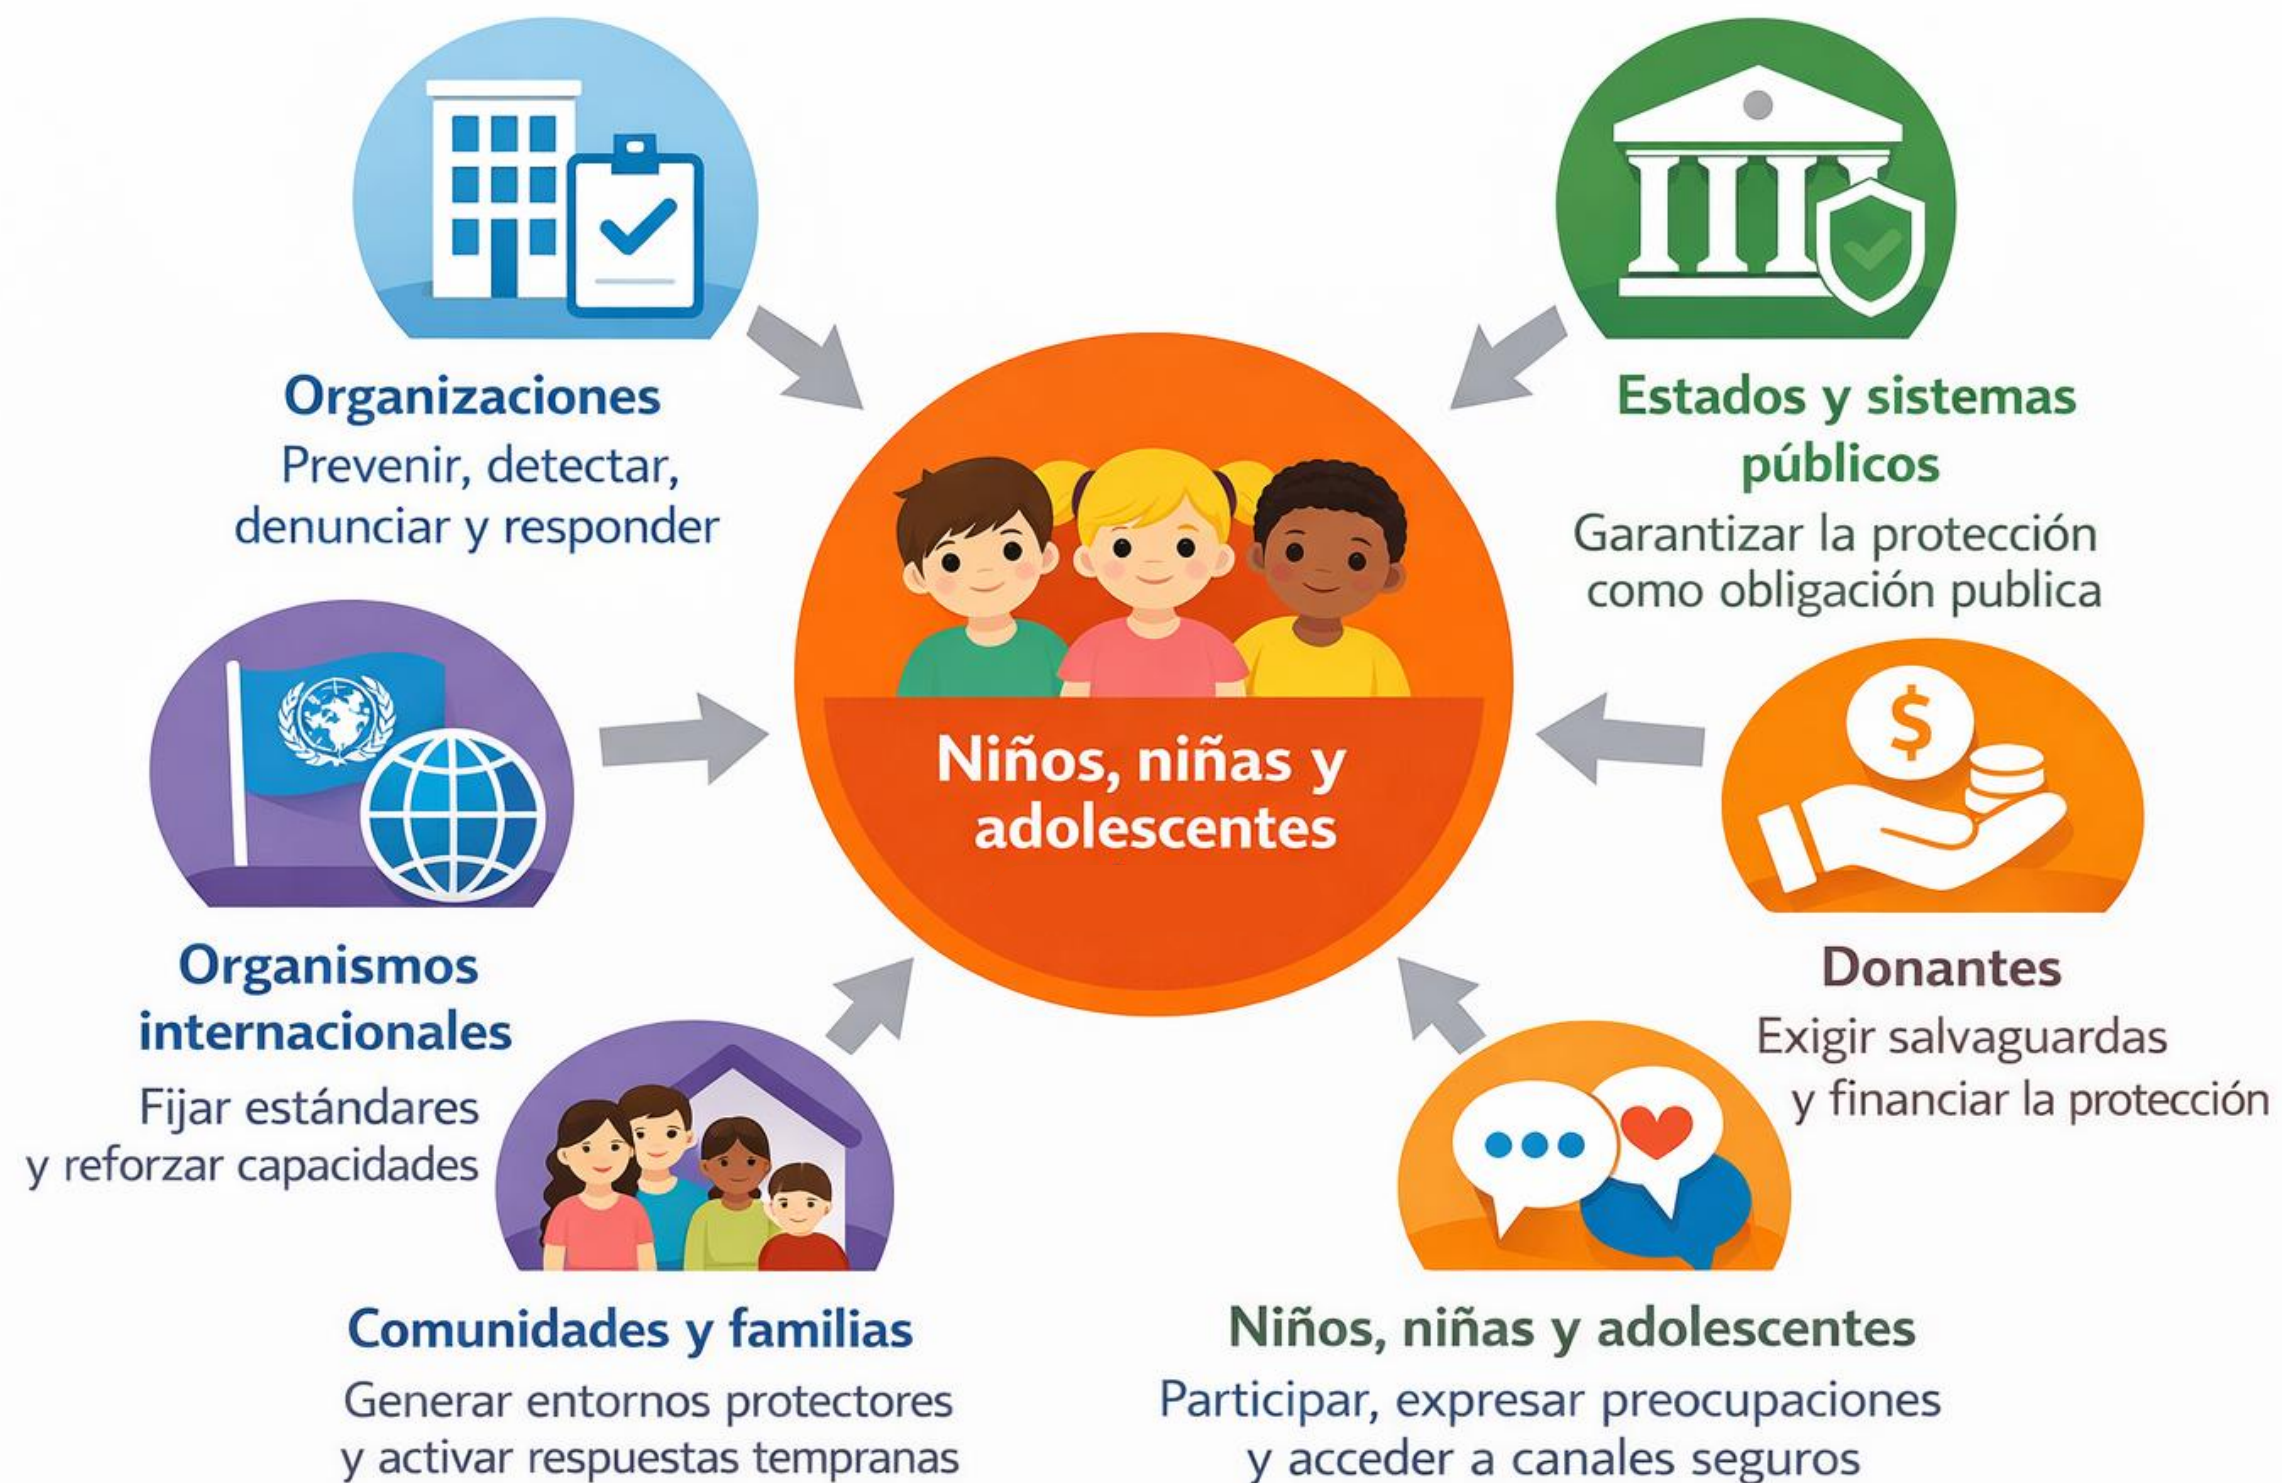 Organizaciones
Prevenir, detectar,
denunciar y responder
Estados y sistemas
públicos
Garantizar la protección
como obligación publica
Niños, niñas y
adolescentes
$
Organismos
internacionales
Fijar estándares
y reforzar capacidades
Donantes
Exigir salvaguardas
y financiar la protección
Comunidades y familias
Generar entornos protectores
y activar respuestas tempranas
Niños, niñas y adolescentes
Participar, expresar preocupaciones
y acceder a canales seguros